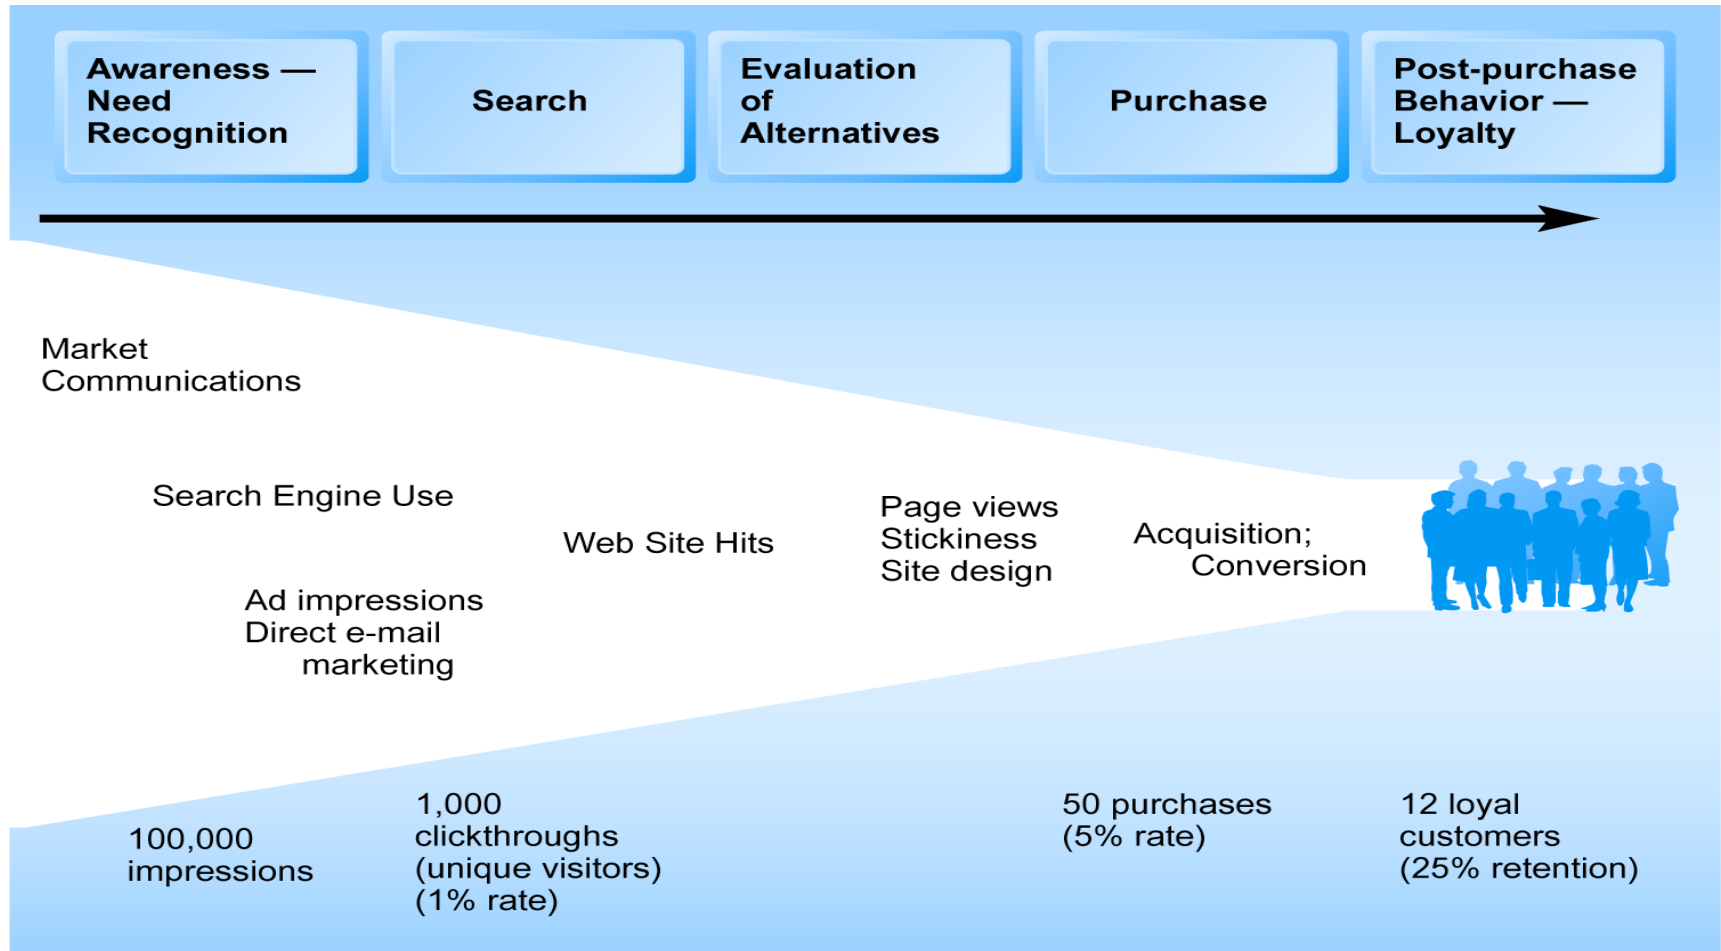 Awareness —
Need
Recognition
Search
Evaluation
of
Alternatives
Purchase
Post-purchase
Behavior —
Loyalty
Market
Communications
Search Engine Use
Ad impressions
Direct e-mail
marketing
Web Site Hits
Page views
Stickiness
Site design
Acquisition;
Conversion
100,000
impressions
1,000
clickthroughs
(unique visitors)
(1% rate)
50 purchases
(5% rate)
12 loyal
customers
(25% retention)